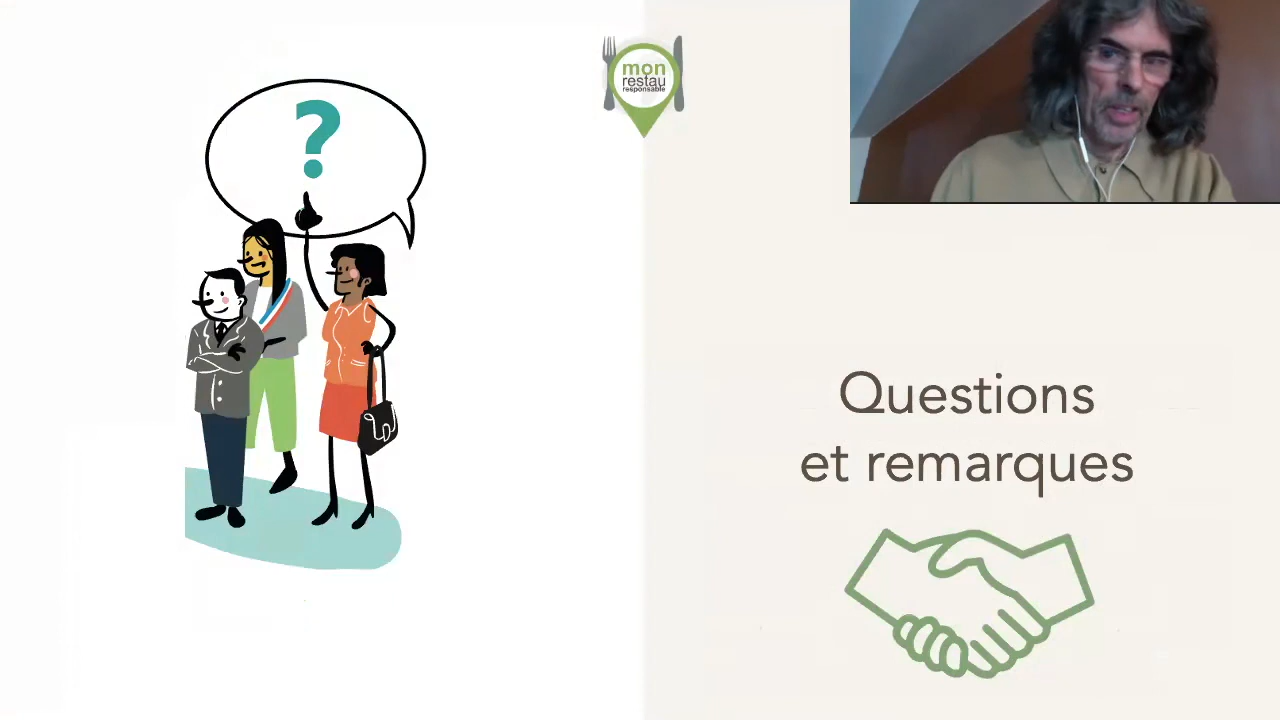 ?
mon
restau
responsable
Questions
et remarques